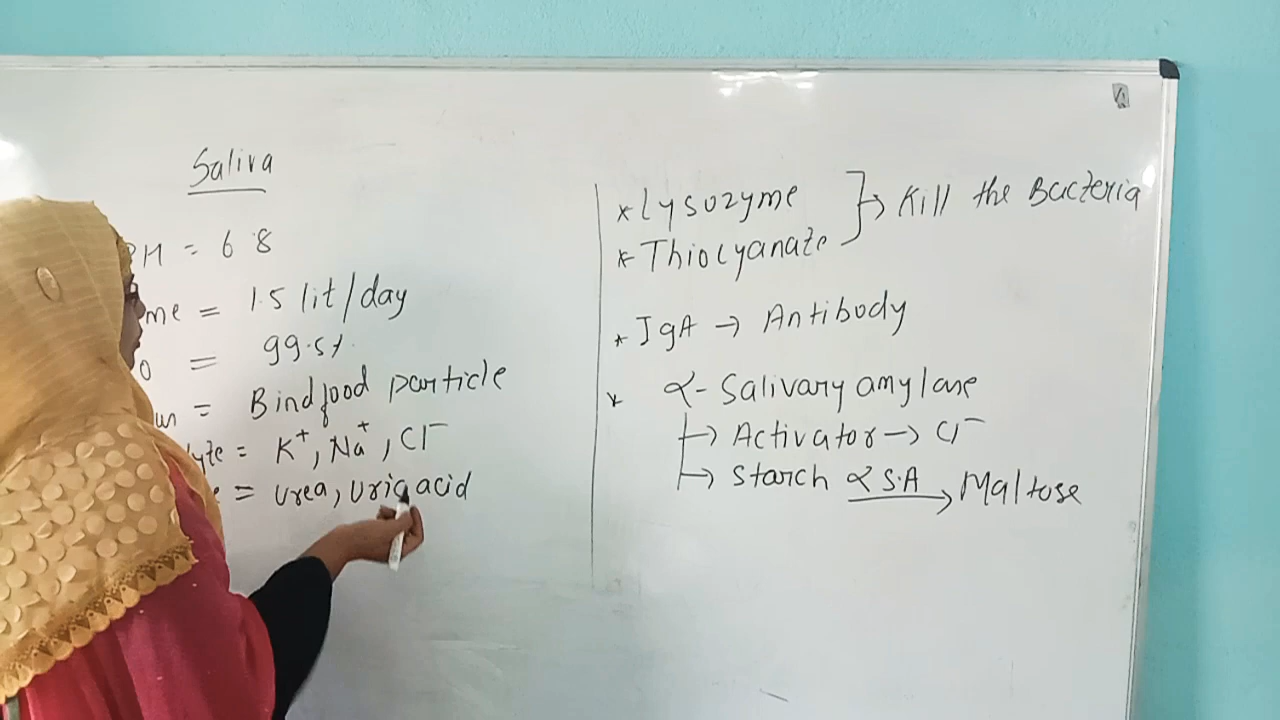 Saliva
PH = 6.8
me = 1.5 lit/day
O = 99.5%
= Bind food particle
lyte = K⁺, Na⁺, Cl⁻
= Urea, Uric acid
* Lysozyme
* Thiocyanate } → Kill the Bacteria
* IgA → Antibody
* α- Salivary amylase
→ Activator → Cl⁻
→ Starch α S.A → Maltose